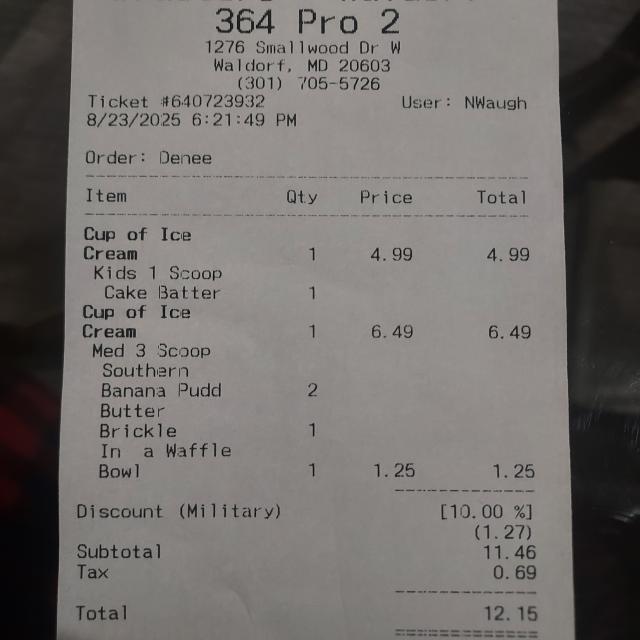 364 Pro 2
1276 Smallwood Dr W
Waldorf, MD 20603
(301) 705-5726
Ticket #640723932 User: NWaugh
8/23/2025 6:21:49 PM
Order: Denee
Item Qty Price Total
Cup of Ice
Cream 1 4.99 4.99
Kids 1 Scoop
Cake Batter 1
Cup of Ice
Cream 1 6.49 6.49
Med 3 Scoop
Southern
Banana Pudd 2
Butter
Brickle 1
In a Waffle
Bowl 1 1.25 1.25
Discount (Military) [10.00 %]
(1.27)
Subtotal 11.46
Tax 0.69
Total 12.15